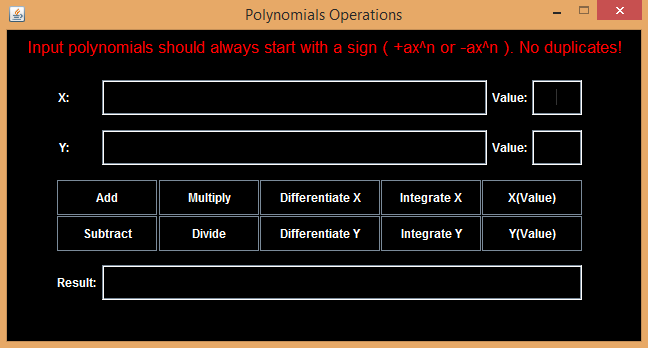 Polynomials Operations
Input polynomials should always start with a sign ( +ax^n or -ax^n ). No duplicates!
X: Value:
Y: Value:
Add Multiply Differentiate X Integrate X X(Value)
Subtract Divide Differentiate Y Integrate Y Y(Value)
Result: